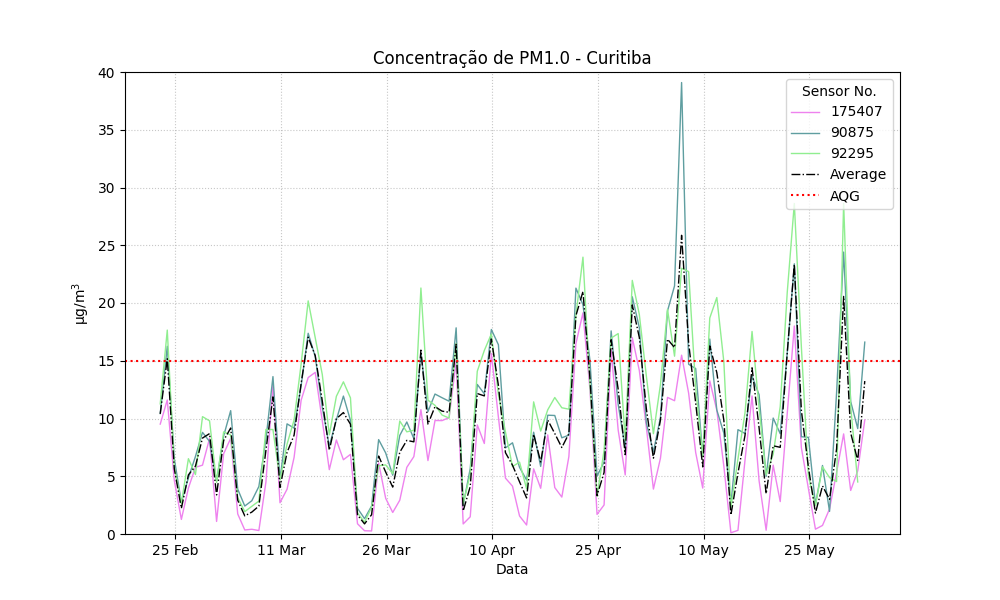 Concentração de PM1.0 - Curitiba
40
35
30
25
20
15
10
5
0
µg/m³
Sensor No.
175407
90875
92295
Average
AQG
25 Feb
11 Mar
26 Mar
10 Apr
25 Apr
10 May
25 May
Data